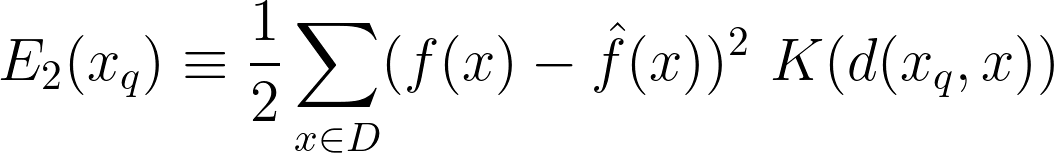 $E_2(x_q) \equiv \frac{1}{2} \sum_{x \in D} (f(x) - \hat{f}(x))^2 \ K(d(x_q, x))$